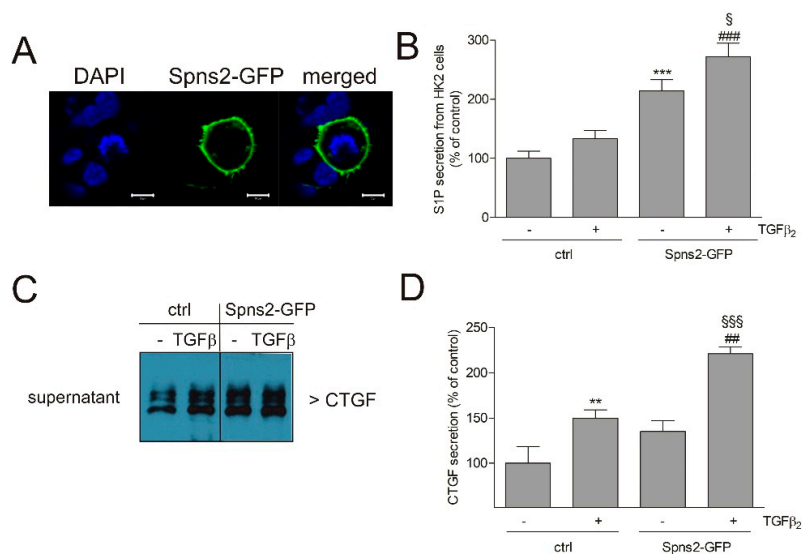 A
DAPI Spns2-GFP merged
B
S1P secretion from HK2 cells
(% of control)
300
200
100
0
***
§
###
- + - + TGFβ₂
ctrl Spns2-GFP
C
ctrl Spns2-GFP
- TGFβ - TGFβ
supernatant > CTGF
D
CTGF secretion (% of control)
250
200
150
100
**
§§§
##
- + - + TGFβ₂
ctrl Spns2-GFP